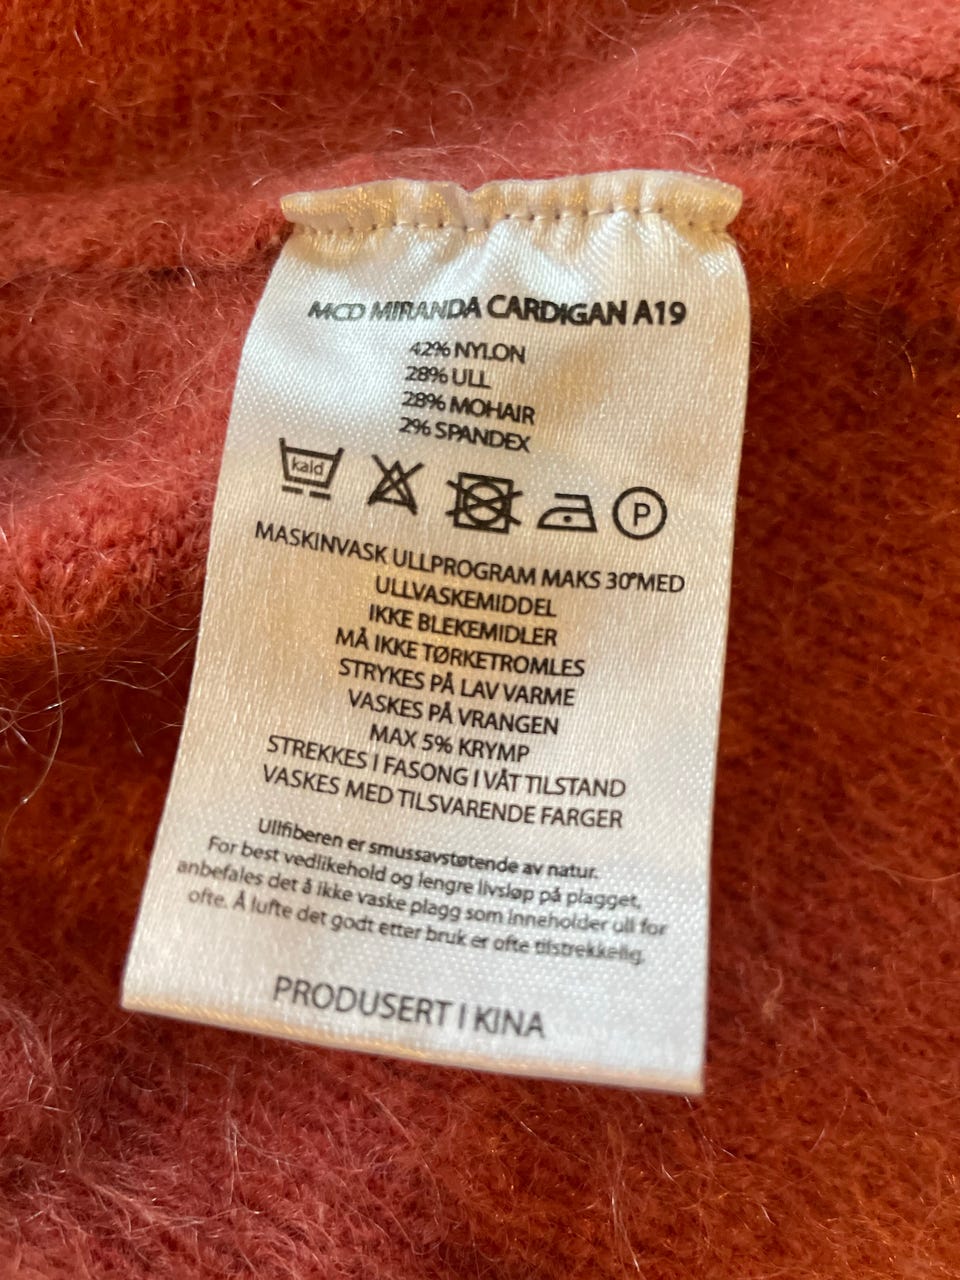 MCD MIRANDA CARDIGAN A19
42% NYLON
28% ULL
28% MOHAIR
2% SPANDEX
kald
P
MASKINVASK ULLPROGRAM MAKS 30° MED
ULLVASKEMIDDEL
IKKE BLEKEMIDLER
MÅ IKKE TØRKETROMLES
STRYKES PÅ LAV VARME
VASKES PÅ VRANGEN
MAX 5% KRYMP
STREKKES I FASONG I VÅT TILSTAND
VASKES MED TILSVARENDE FARGER
Ullfiberen er smussavstøtende av natur.
For best vedlikehold og lengre livsløp på plagget,
anbefales det å ikke vaske plagg som inneholder ull for
ofte. Å lufte det godt etter bruk er ofte tilstrekkelig.
PRODUSERT I KINA